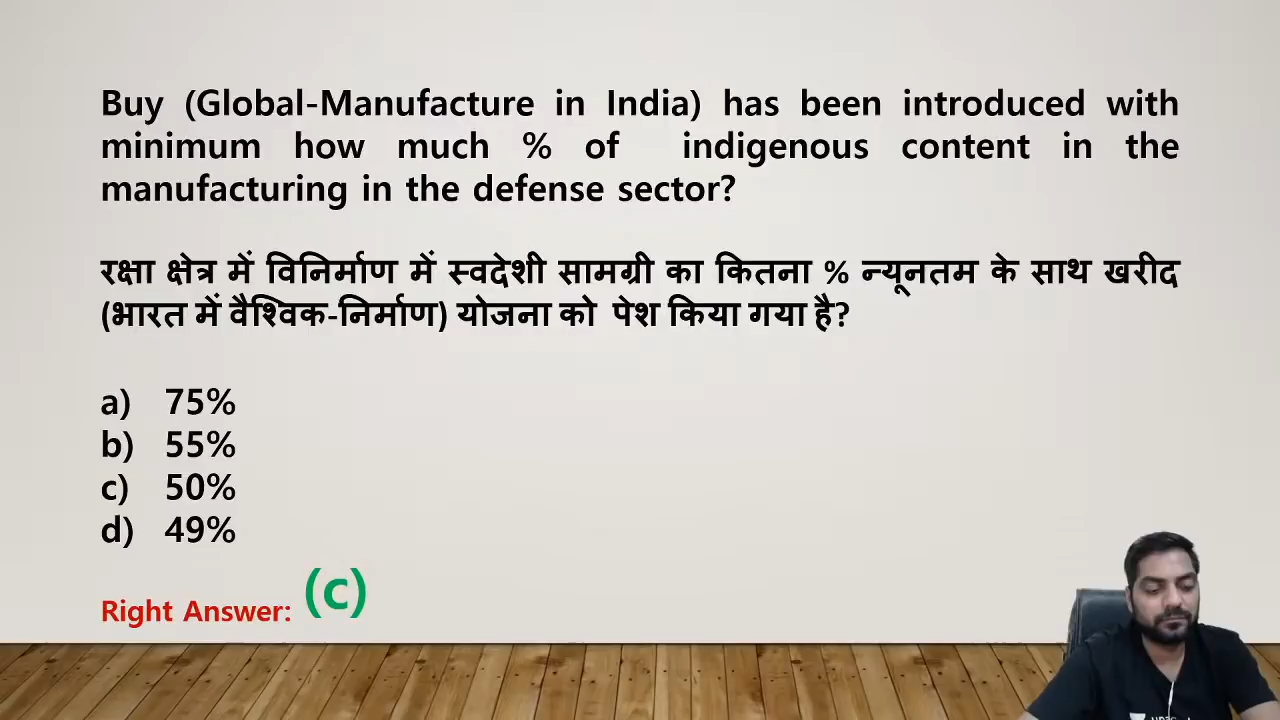 Buy (Global-Manufacture in India) has been introduced with
minimum how much % of indigenous content in the
manufacturing in the defense sector?
रक्षा क्षेत्र में विनिर्माण में स्वदेशी सामग्री का कितना % न्यूनतम के साथ खरीद
(भारत में वैश्विक-निर्माण) योजना को पेश किया गया है?
a) 75%
b) 55%
c) 50%
d) 49%
Right Answer: (c)